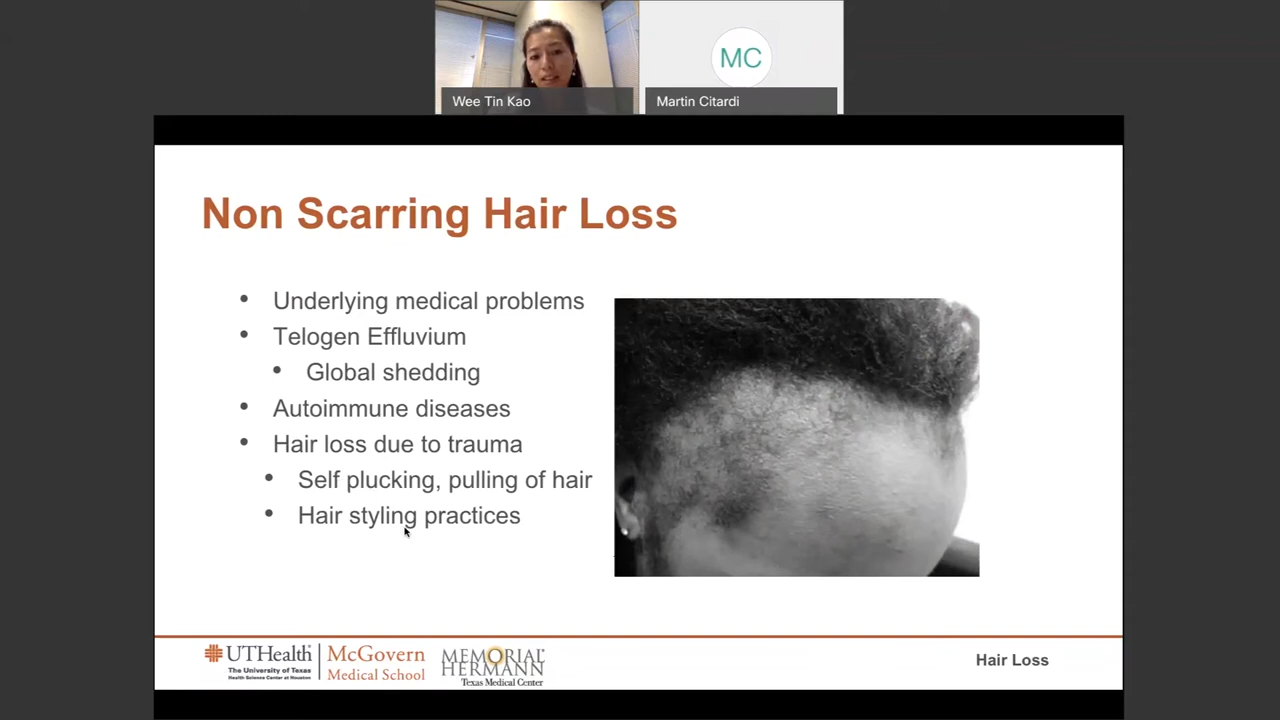 MC
Wee Tin Kao
Martin Citardi
Non Scarring Hair Loss
• Underlying medical problems
• Telogen Effluvium
• Global shedding
• Autoimmune diseases
• Hair loss due to trauma
• Self plucking, pulling of hair
• Hair styling practices
UTHealth
The University of Texas
Health Science Center at Houston
McGovern
Medical School
MEMORIAL
HERMANN
Texas Medical Center
Hair Loss